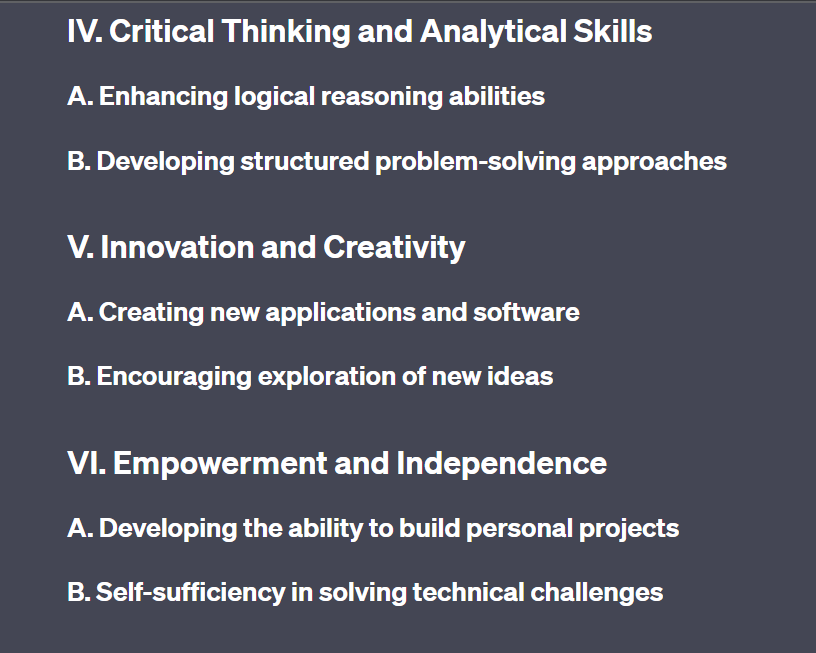 IV. Critical Thinking and Analytical Skills
A. Enhancing logical reasoning abilities
B. Developing structured problem-solving approaches
V. Innovation and Creativity
A. Creating new applications and software
B. Encouraging exploration of new ideas
VI. Empowerment and Independence
A. Developing the ability to build personal projects
B. Self-sufficiency in solving technical challenges